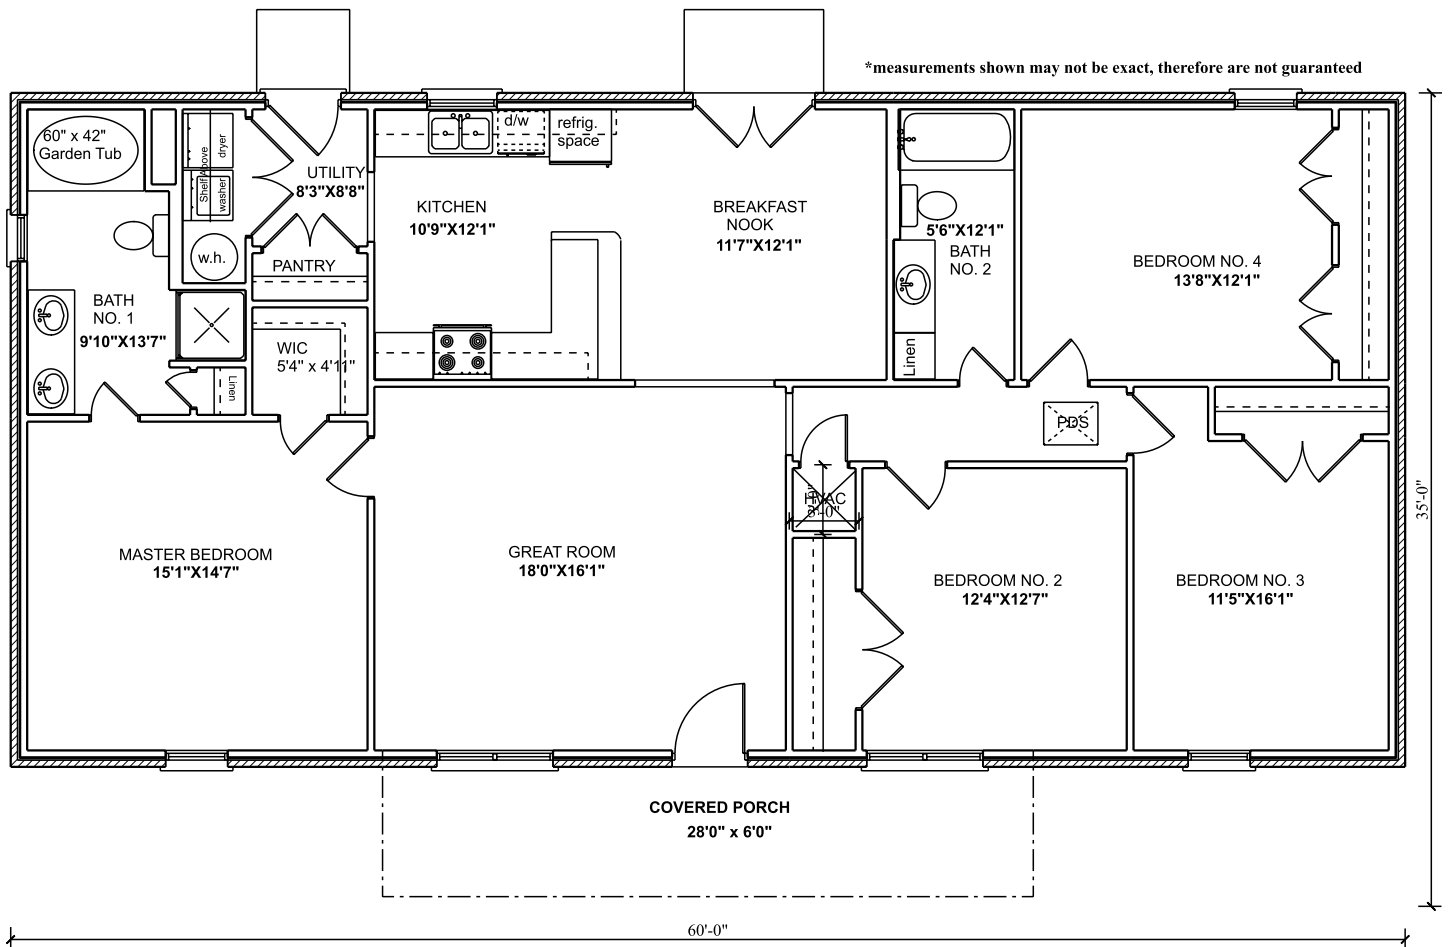 *measurements shown may not be exact, therefore are not guaranteed
60" x 42"
Garden Tub
Shelf Above
dryer
washer
w.h.
UTILITY
8'3"X8'8"
PANTRY
d/w
refrig.
space
KITCHEN
10'9"X12'1"
BREAKFAST
NOOK
11'7"X12'1"
5'6"X12'1"
BATH
NO. 2
Linen
BEDROOM NO. 4
13'8"X12'1"
BATH
NO. 1
9'10"X13'7"
WIC
5'4" x 4'11"
Linen
PDS
HVAC
3'-0"
3'-0"
MASTER BEDROOM
15'1"X14'7"
GREAT ROOM
18'0"X16'1"
BEDROOM NO. 2
12'4"X12'7"
BEDROOM NO. 3
11'5"X16'1"
35'-0"
COVERED PORCH
28'0" x 6'0"
60'-0"